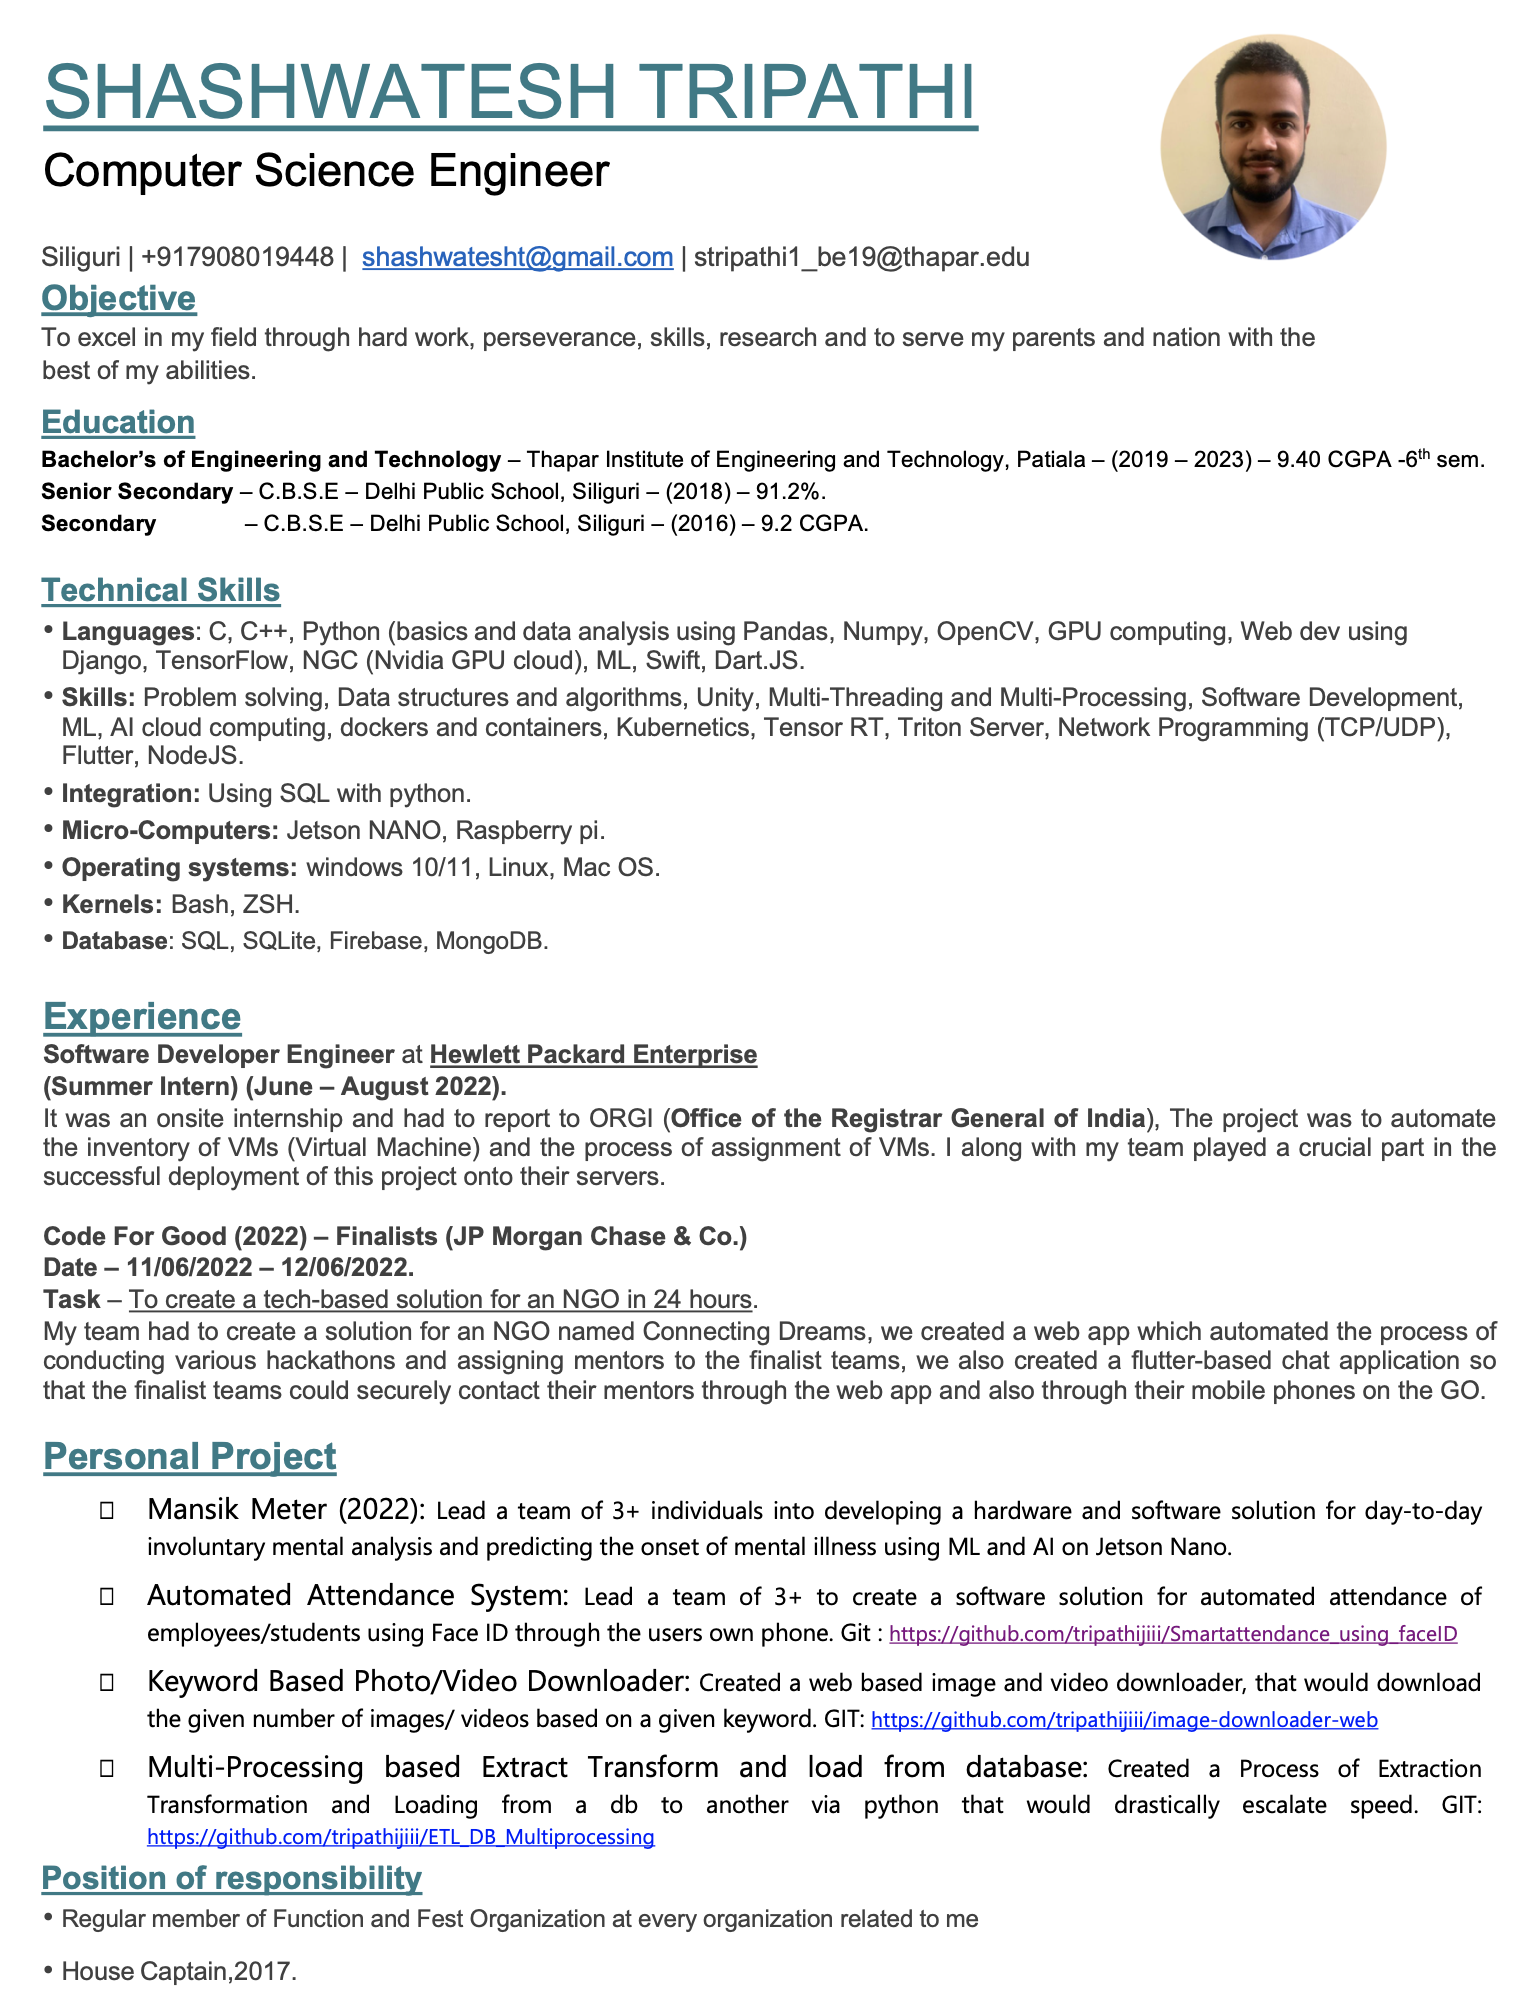 SHASHWATESH TRIPATHI
Computer Science Engineer
Siliguri | +917908019448 | shashwatesht@gmail.com | stripathi1_be19@thapar.edu
Objective
To excel in my field through hard work, perseverance, skills, research and to serve my parents and nation with the
best of my abilities.
Education
Bachelor’s of Engineering and Technology – Thapar Institute of Engineering and Technology, Patiala – (2019 – 2023) – 9.40 CGPA -6th sem.
Senior Secondary – C.B.S.E – Delhi Public School, Siliguri – (2018) – 91.2%.
Secondary – C.B.S.E – Delhi Public School, Siliguri – (2016) – 9.2 CGPA.
Technical Skills
• Languages: C, C++, Python (basics and data analysis using Pandas, Numpy, OpenCV, GPU computing, Web dev using
Django, TensorFlow, NGC (Nvidia GPU cloud), ML, Swift, Dart.JS.
• Skills: Problem solving, Data structures and algorithms, Unity, Multi-Threading and Multi-Processing, Software Development,
ML, AI cloud computing, dockers and containers, Kubernetes, Tensor RT, Triton Server, Network Programming (TCP/UDP),
Flutter, NodeJS.
• Integration: Using SQL with python.
• Micro-Computers: Jetson NANO, Raspberry pi.
• Operating systems: windows 10/11, Linux, Mac OS.
• Kernels: Bash, ZSH.
• Database: SQL, SQLite, Firebase, MongoDB.
Experience
Software Developer Engineer at Hewlett Packard Enterprise
(Summer Intern) (June – August 2022).
It was an onsite internship and had to report to ORGI (Office of the Registrar General of India), The project was to automate
the inventory of VMs (Virtual Machine) and the process of assignment of VMs. I along with my team played a crucial part in the
successful deployment of this project onto their servers.
Code For Good (2022) – Finalists (JP Morgan Chase & Co.)
Date – 11/06/2022 – 12/06/2022.
Task – To create a tech-based solution for an NGO in 24 hours.
My team had to create a solution for an NGO named Connecting Dreams, we created a web app which automated the process of
conducting various hackathons and assigning mentors to the finalist teams, we also created a flutter-based chat application so
that the finalist teams could securely contact their mentors through the web app and also through their mobile phones on the GO.
Personal Project
Mansik Meter (2022): Lead a team of 3+ individuals into developing a hardware and software solution for day-to-day
involuntary mental analysis and predicting the onset of mental illness using ML and AI on Jetson Nano.
Automated Attendance System: Lead a team of 3+ to create a software solution for automated attendance of
employees/students using Face ID through the users own phone. Git : https://github.com/tripathijiii/Smartattendance_using_faceID
Keyword Based Photo/Video Downloader: Created a web based image and video downloader, that would download
the given number of images/ videos based on a given keyword. GIT: https://github.com/tripathijiii/image-downloader-web
Multi-Processing based Extract Transform and load from database: Created a Process of Extraction
Transformation and Loading from a db to another via python that would drastically escalate speed. GIT:
https://github.com/tripathijiii/ETL_DB_Multiprocessing
Position of responsibility
• Regular member of Function and Fest Organization at every organization related to me
• House Captain,2017.